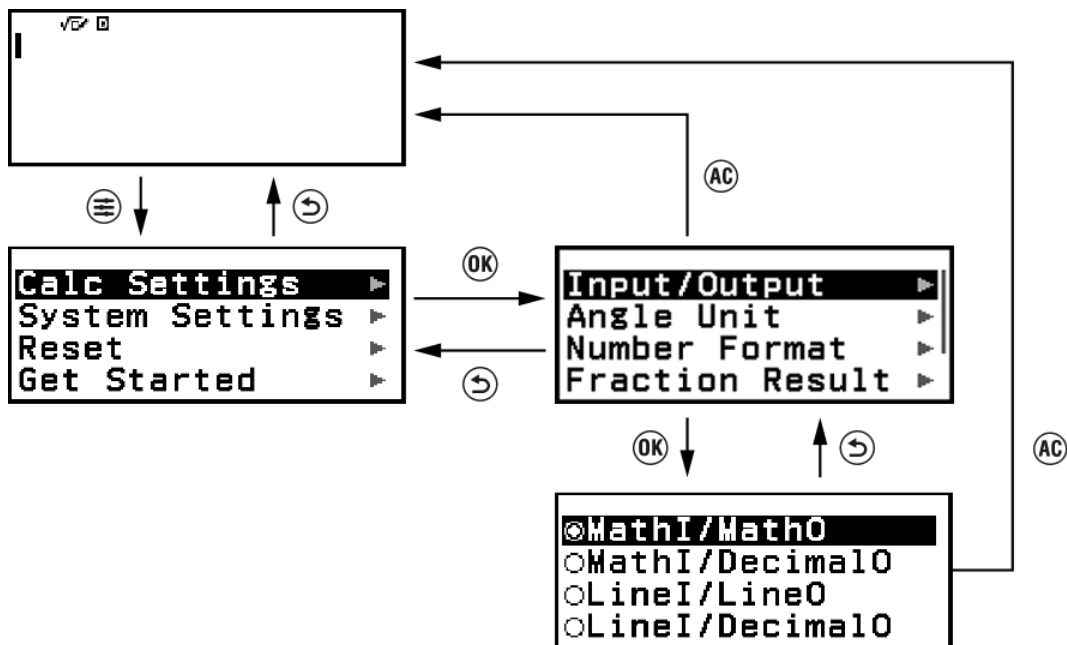 √ D
AC
OK
Calc Settings
System Settings
Reset
Get Started
Input/Output
Angle Unit
Number Format
Fraction Result
OK
AC
MathI/MathO
MathI/DecimalO
LineI/LineO
LineI/DecimalO